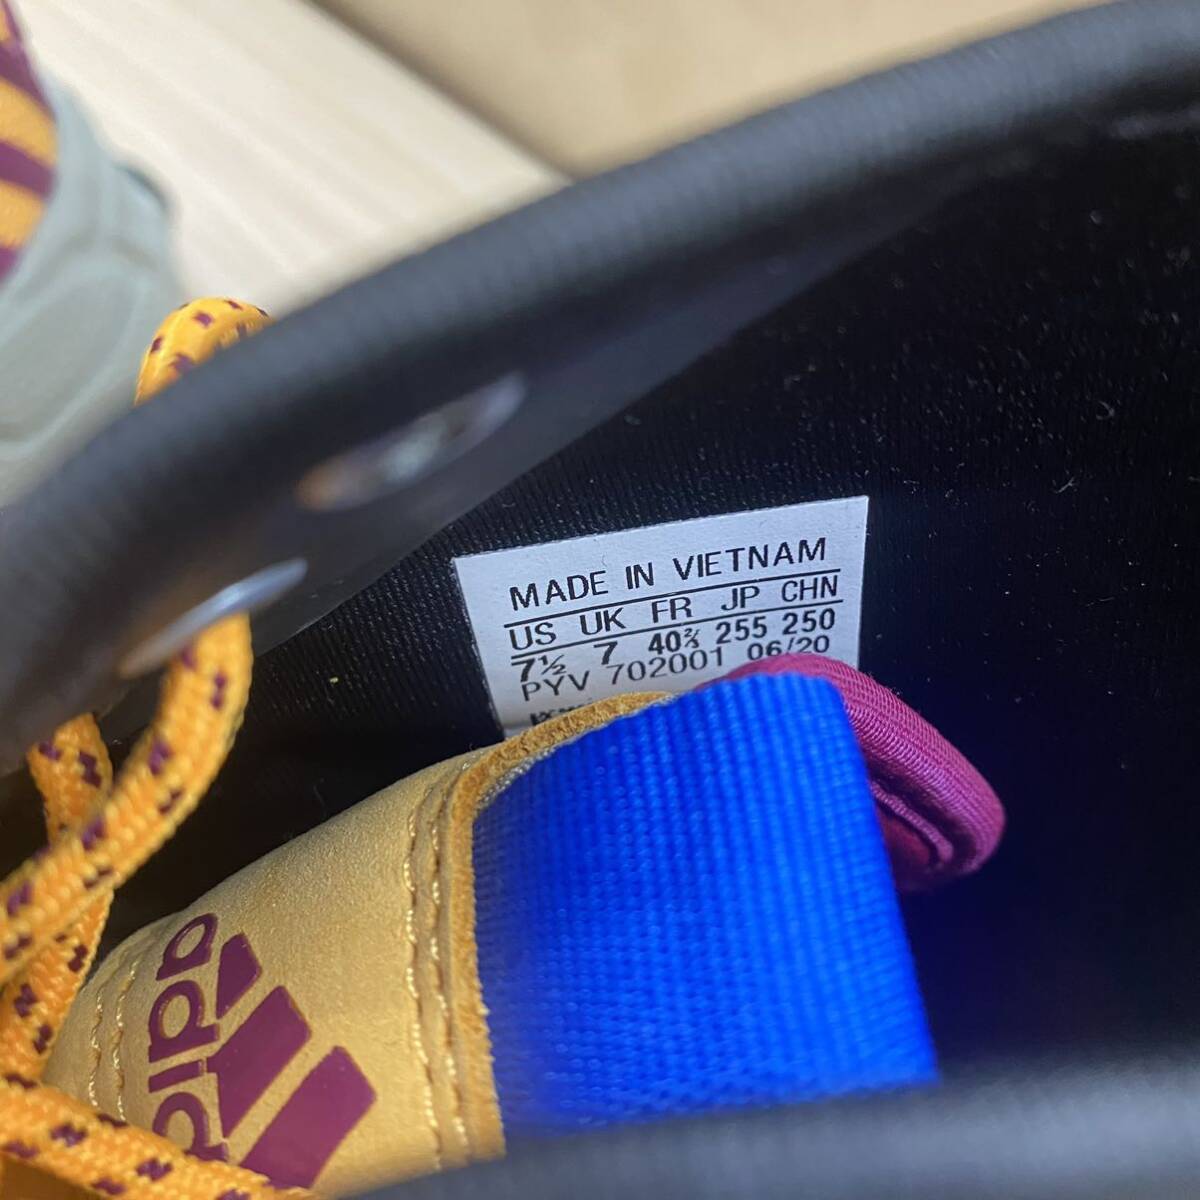 MADE IN VIETNAM
US UK FR JP CHN
7½ 7 40⅔ 255 250
PYV 702001 06/20
adidas